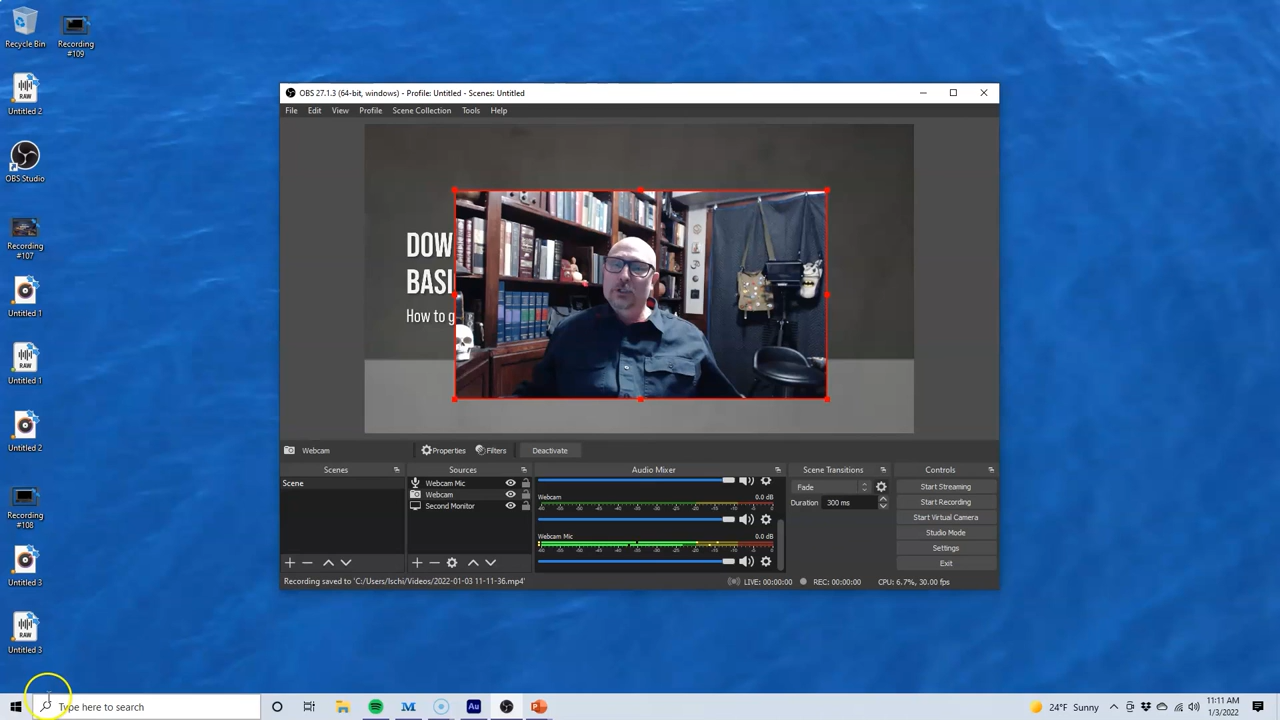 Recycle Bin
Recording
#109
RAW
Untitled 2
OBS Studio
Recording
#107
Untitled 1
RAW
Untitled 1
Untitled 2
Recording
#108
Untitled 3
RAW
Untitled 3
OBS 27.1.3 (64-bit, windows) - Profile: Untitled - Scenes: Untitled
File Edit View Profile Scene Collection Tools Help
DOW
BASI
How to g
Webcam Properties Filters Deactivate
Scenes Sources Audio Mixer Scene Transitions Controls
Scene
Webcam Mic
Webcam
Second Monitor
Webcam 0.0 dB
Webcam Mic 0.0 dB
Fade
Duration 300 ms
Start Streaming
Start Recording
Start Virtual Camera
Studio Mode
Settings
Exit
Recording saved to 'C:/Users/lschi/Videos/2022-01-03 11-11-36.mp4'
LIVE: 00:00:00 REC: 00:00:00 CPU: 6.7%, 30.00 fps
Type here to search
M
Au
P
24°F Sunny
11:11 AM
1/3/2022